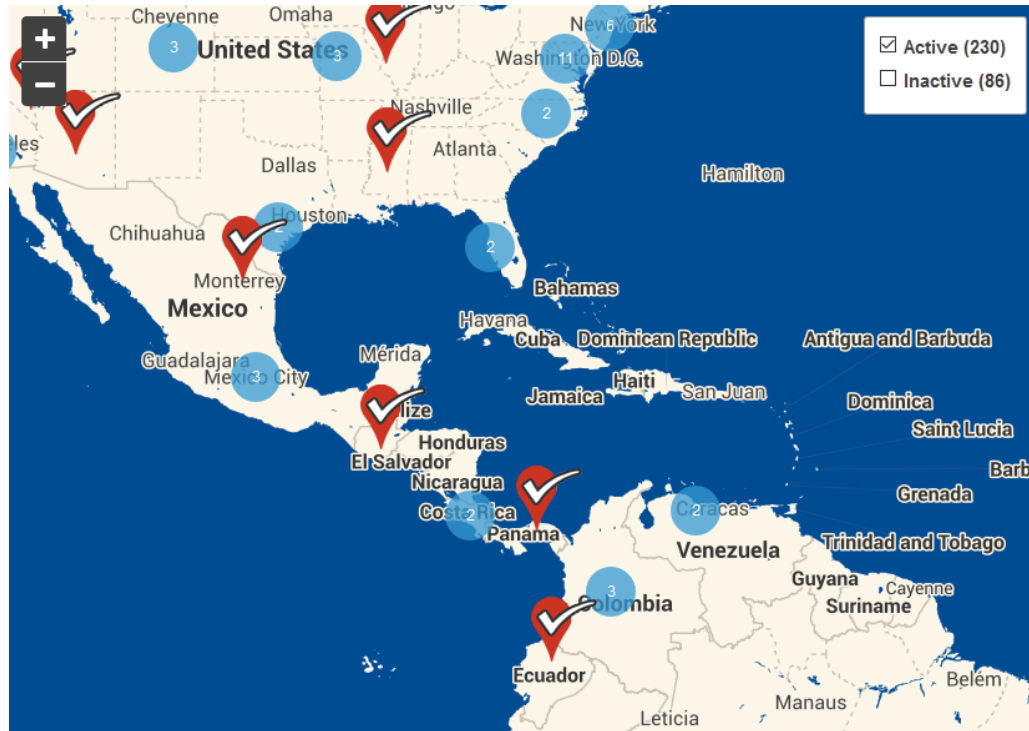 Cheyenne
Omaha
New York
6
+
3
United States
3
Washington D.C.
11
Active (230)
Inactive (86)
−
Nashville
2
les
Atlanta
Dallas
Hamilton
Houston
2
Chihuahua
2
Monterrey
Bahamas
Mexico
Havana
Cuba
Dominican Republic
Antigua and Barbuda
Guadalajara
Mérida
Mexico City
3
Haiti
San Juan
Jamaica
Dominica
lize
Saint Lucia
Honduras
El Salvador
Barb
Nicaragua
Grenada
Costa Rica
2
Caracas
2
Panama
Trinidad and Tobago
Venezuela
Guyana
Cayenne
3
Colombia
Suriname
Ecuador
Belém
Manaus
Leticia